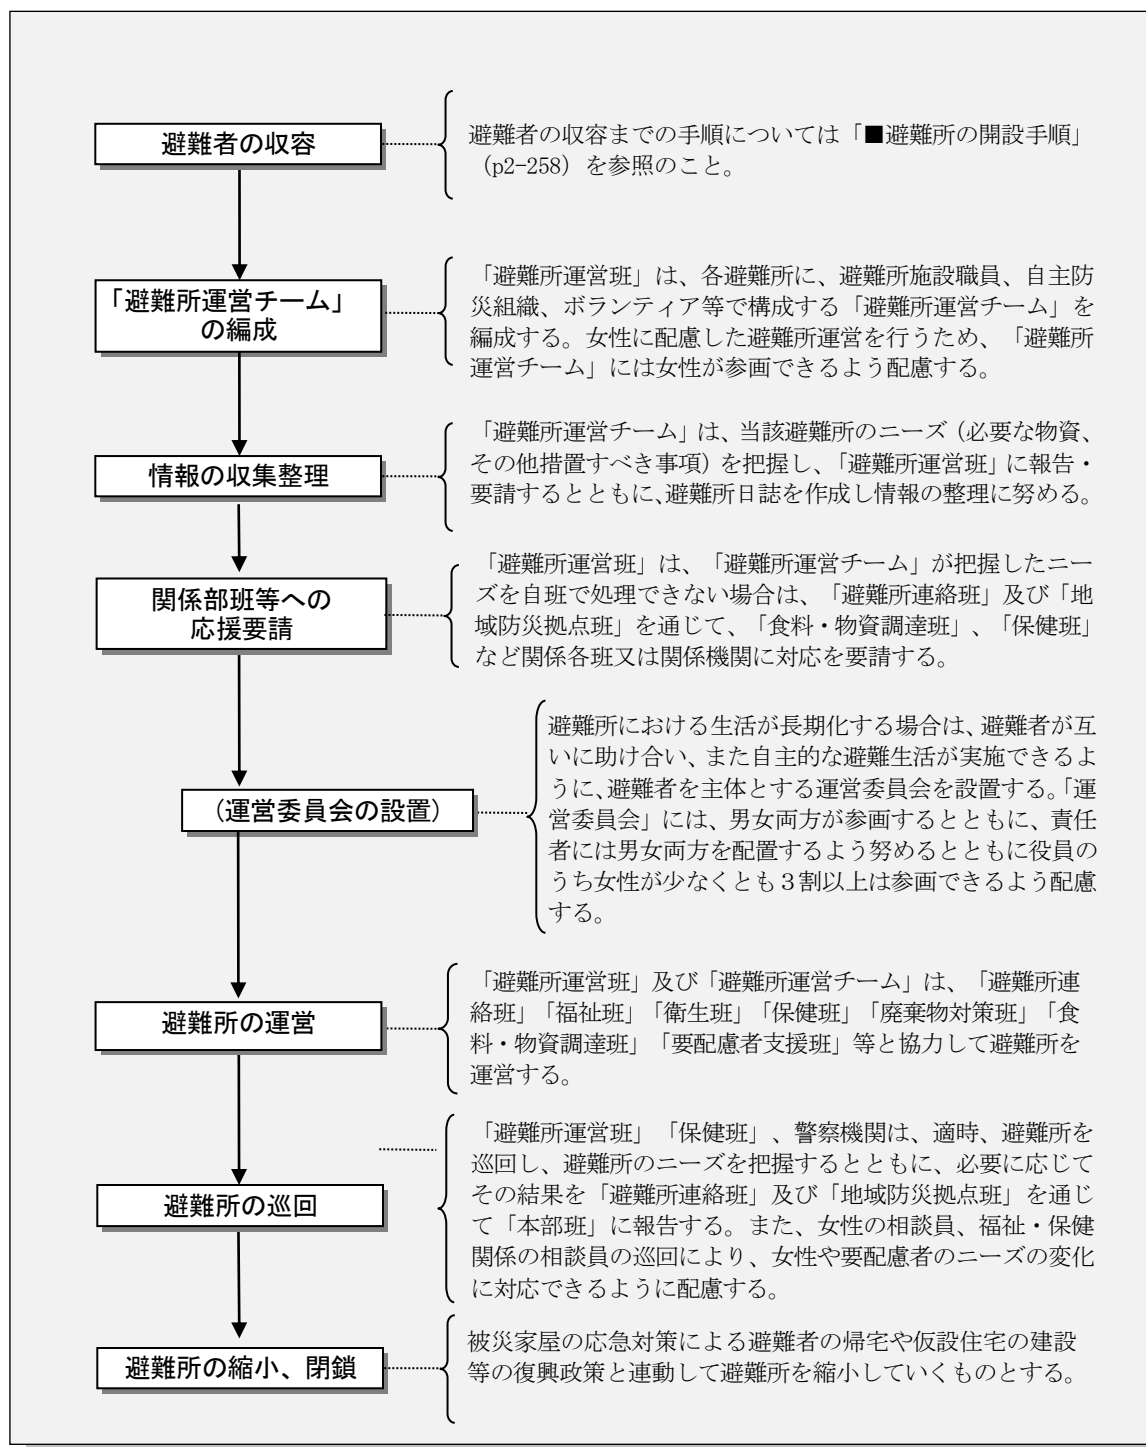 避難者の収容
避難者の収容までの手順については「■避難所の開設手順」
（p2-258）を参照のこと。
「避難所運営チーム」
の編成
「避難所運営班」は、各避難所に、避難所施設職員、自主防
災組織、ボランティア等で構成する「避難所運営チーム」を
編成する。女性に配慮した避難所運営を行うため、「避難所
運営チーム」には女性が参画できるよう配慮する。
情報の収集整理
「避難所運営チーム」は、当該避難所のニーズ（必要な物資、
その他措置すべき事項）を把握し、「避難所運営班」に報告・
要請するとともに、避難所日誌を作成し情報の整理に努める。
関係部班等への
応援要請
「避難所運営班」は、「避難所運営チーム」が把握したニー
ズを自班で処理できない場合は、「避難所連絡班」及び「地
域防災拠点班」を通じて、「食料・物資調達班」、「保健班」
など関係各班又は関係機関に対応を要請する。
（運営委員会の設置）
避難所における生活が長期化する場合は、避難者が互
いに助け合い、また自主的な避難生活が実施できるよ
うに、避難者を主体とする運営委員会を設置する。「運
営委員会」には、男女両方が参画するとともに、責任
者には男女両方を配置するよう努めるとともに役員の
うち女性が少なくとも３割以上は参画できるよう配慮
する。
避難所の運営
「避難所運営班」及び「避難所運営チーム」は、「避難所連
絡班」「福祉班」「衛生班」「保健班」「廃棄物対策班」「食
料・物資調達班」「要配慮者支援班」等と協力して避難所を
運営する。
避難所の巡回
「避難所運営班」「保健班」、警察機関は、適時、避難所を
巡回し、避難所のニーズを把握するとともに、必要に応じて
その結果を「避難所連絡班」及び「地域防災拠点班」を通じ
て「本部班」に報告する。また、女性の相談員、福祉・保健
関係の相談員の巡回により、女性や要配慮者のニーズの変化
に対応できるように配慮する。
避難所の縮小、閉鎖
被災家屋の応急対策による避難者の帰宅や仮設住宅の建設
等の復興政策と連動して避難所を縮小していくものとする。